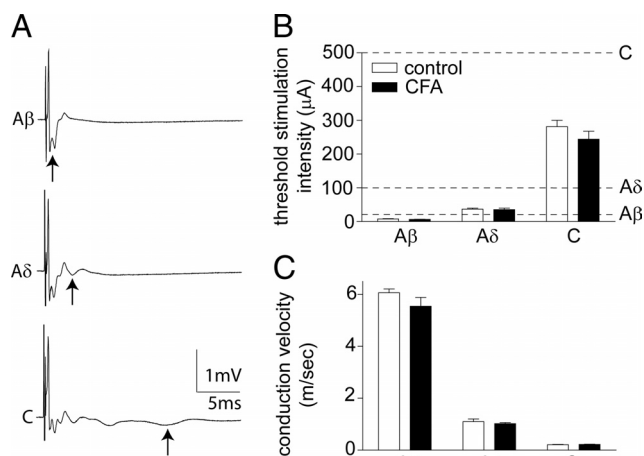 A
Aβ
Aδ
C
1mV
5ms
B
threshold stimulation
intensity (μA)
500
400
300
200
100
0
control
CFA
C
Aδ
Aβ
Aβ
Aδ
C
C
conduction velocity
(m/sec)
6
4
2
0